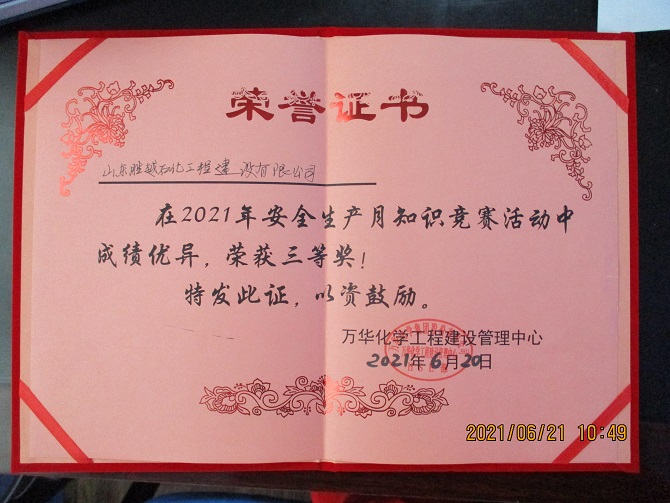 荣誉证书
山东胜越石化工程建设有限公司
在2021年安全生产月知识竞赛活动中
成绩优异，荣获三等奖！
特发此证，以资鼓励。
万华化学工程建设管理中心
2021年6月20日
2021/06/21 10:49